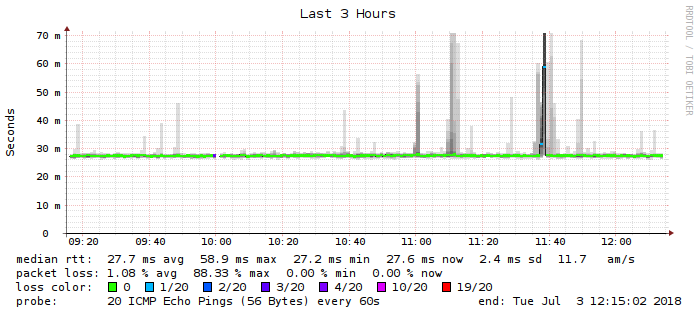 Last 3 Hours
RRDTOOL / TOBI OETIKER
Seconds
70 m
60 m
50 m
40 m
30 m
20 m
10 m
0
09:20 09:40 10:00 10:20 10:40 11:00 11:20 11:40 12:00
median rtt: 27.7 ms avg 58.9 ms max 27.2 ms min 27.6 ms now 2.4 ms sd 11.7 am/s
packet loss: 1.08 % avg 88.33 % max 0.00 % min 0.00 % now
loss color: 0 1/20 2/20 3/20 4/20 10/20 19/20
probe: 20 ICMP Echo Pings (56 Bytes) every 60s end: Tue Jul 3 12:15:02 2018